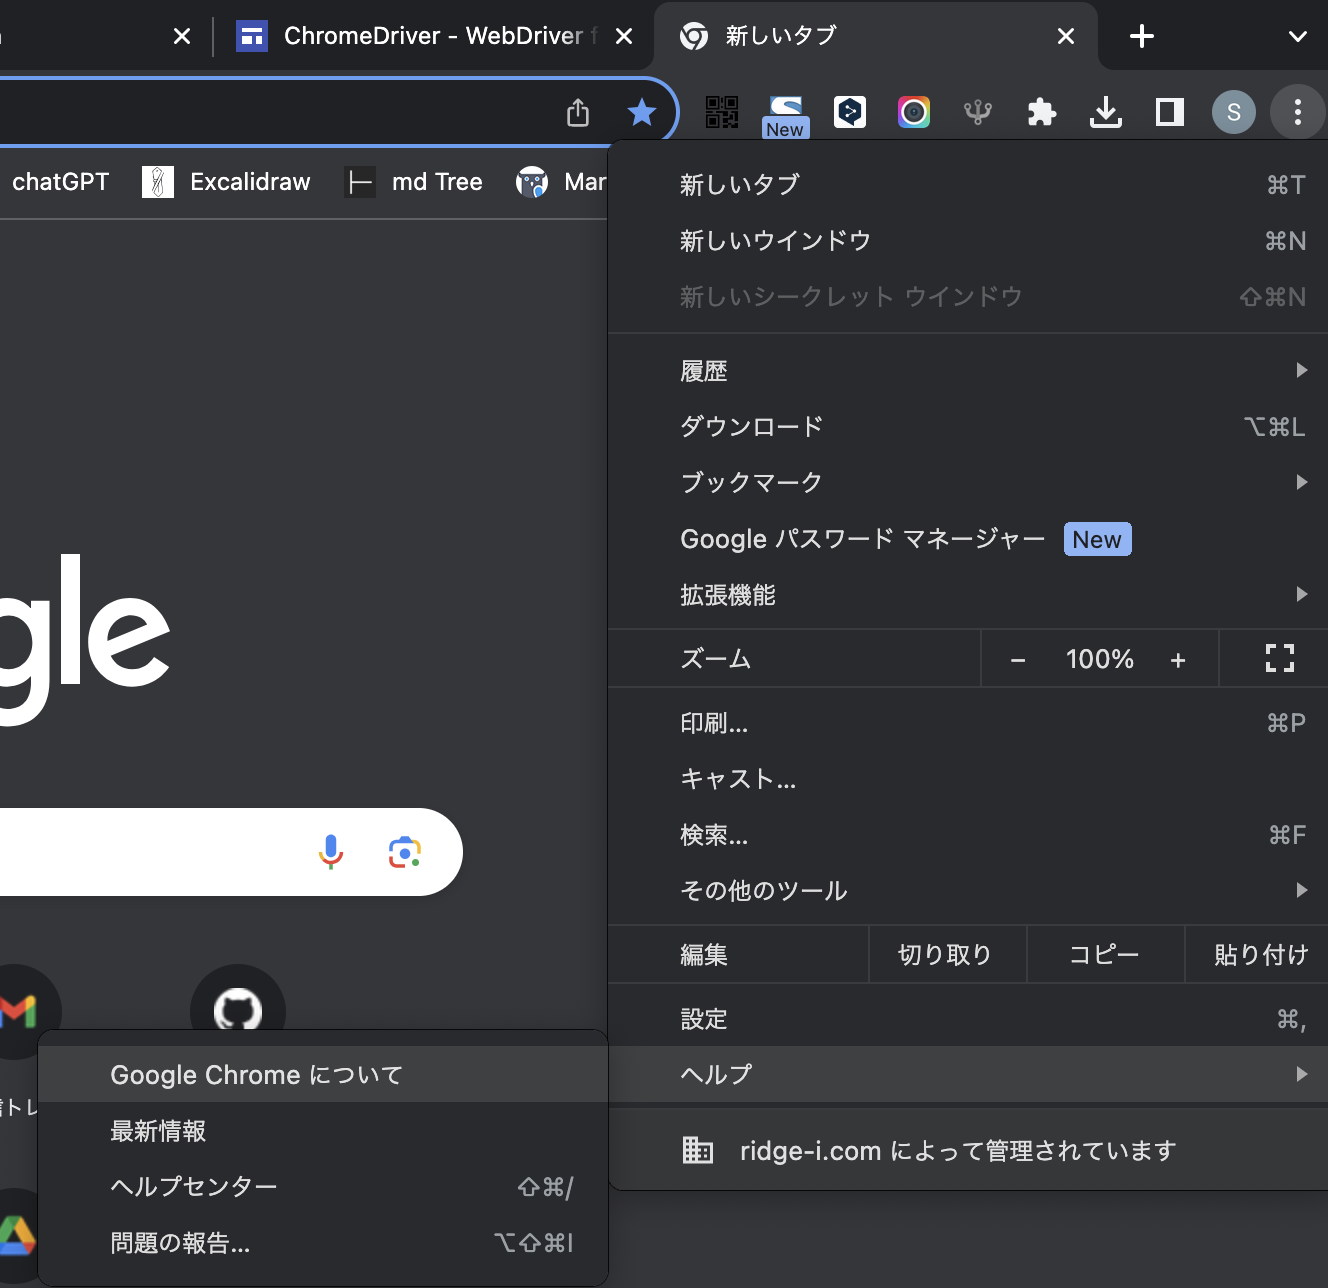 ChromeDriver - WebDriver f
新しいタブ
New
S
chatGPT
Excalidraw
md Tree
Mar
新しいタブ ⌘T
新しいウインドウ ⌘N
新しいシークレット ウインドウ ⇧⌘N
履歴
ダウンロード ⌥⌘L
ブックマーク
Google パスワード マネージャー New
拡張機能
ズーム − 100% +
印刷... ⌘P
キャスト...
検索... ⌘F
その他のツール
編集 切り取り コピー 貼り付け
設定 ⌘,
ヘルプ
ridge-i.com によって管理されています
gle
Google Chrome について
最新情報
ヘルプセンター ⇧⌘/
問題の報告... ⌥⇧⌘I
トレ